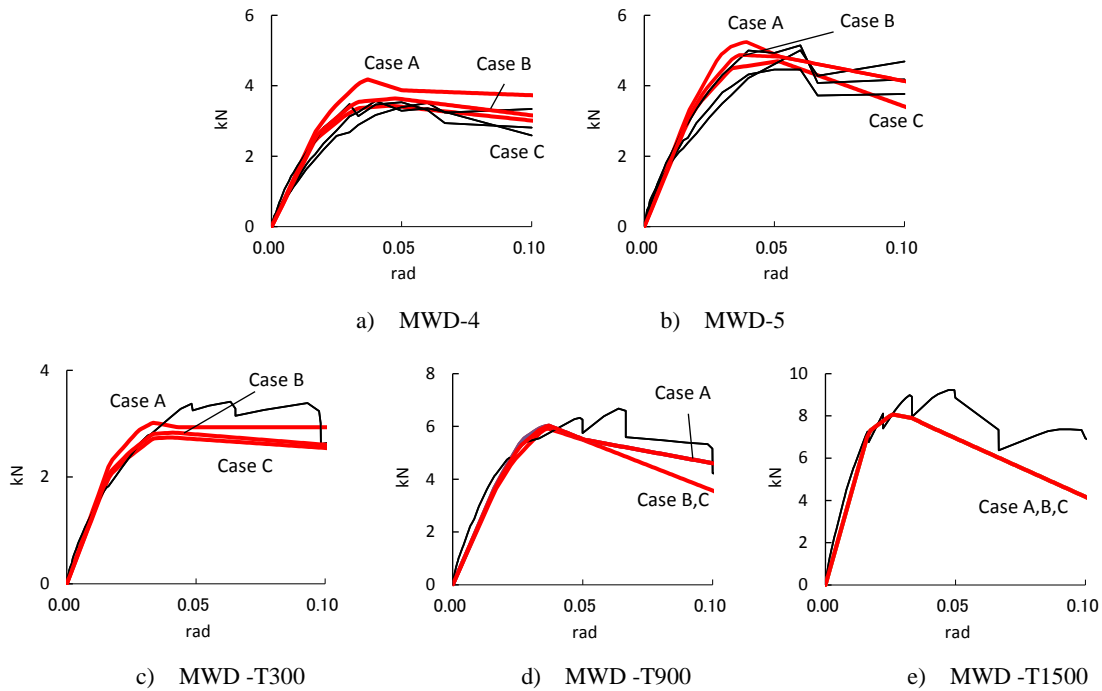 6
4
2
0
kN
Case A
Case B
Case C
0.00
0.05
0.10
rad
a) MWD-4
6
4
2
0
kN
Case A
Case B
Case C
0.00
0.05
0.10
rad
b) MWD-5
4
2
0
kN
Case A
Case B
Case C
0.00
0.05
0.10
rad
c) MWD -T300
8
6
4
2
0
kN
Case A
Case B,C
0.00
0.05
0.10
rad
d) MWD -T900
10
8
6
4
2
0
kN
Case A,B,C
0.00
0.05
0.10
rad
e) MWD -T1500